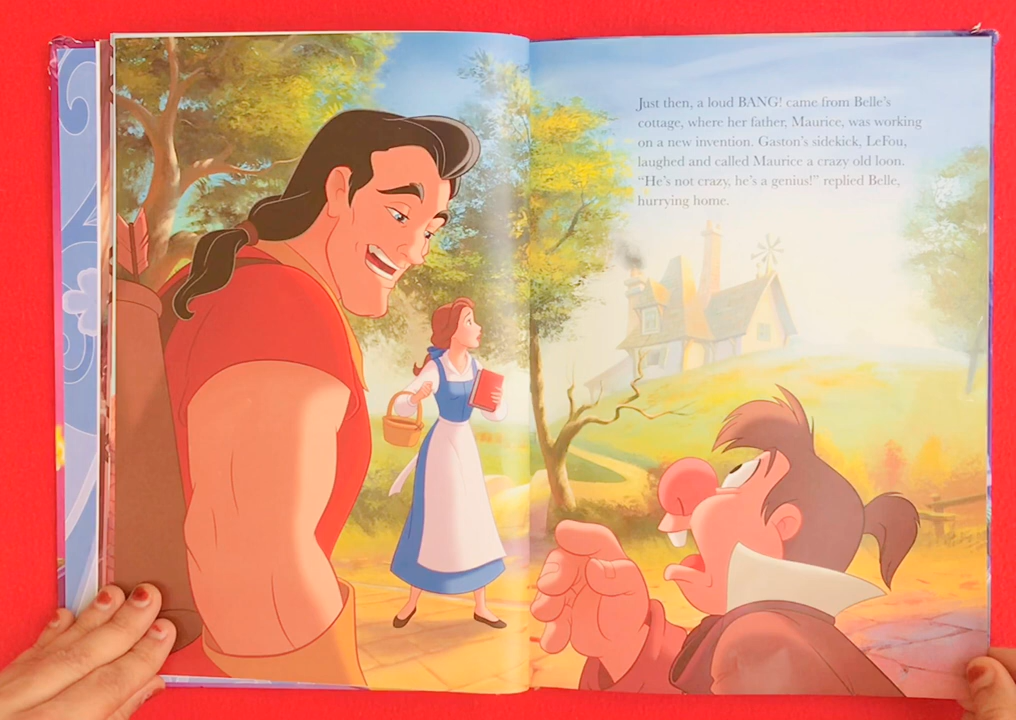 Just then, a loud BANG! came from Belle's
cottage, where her father, Maurice, was working
on a new invention. Gaston's sidekick, LeFou,
laughed and called Maurice a crazy old loon.
“He's not crazy, he's a genius!” replied Belle,
hurrying home.